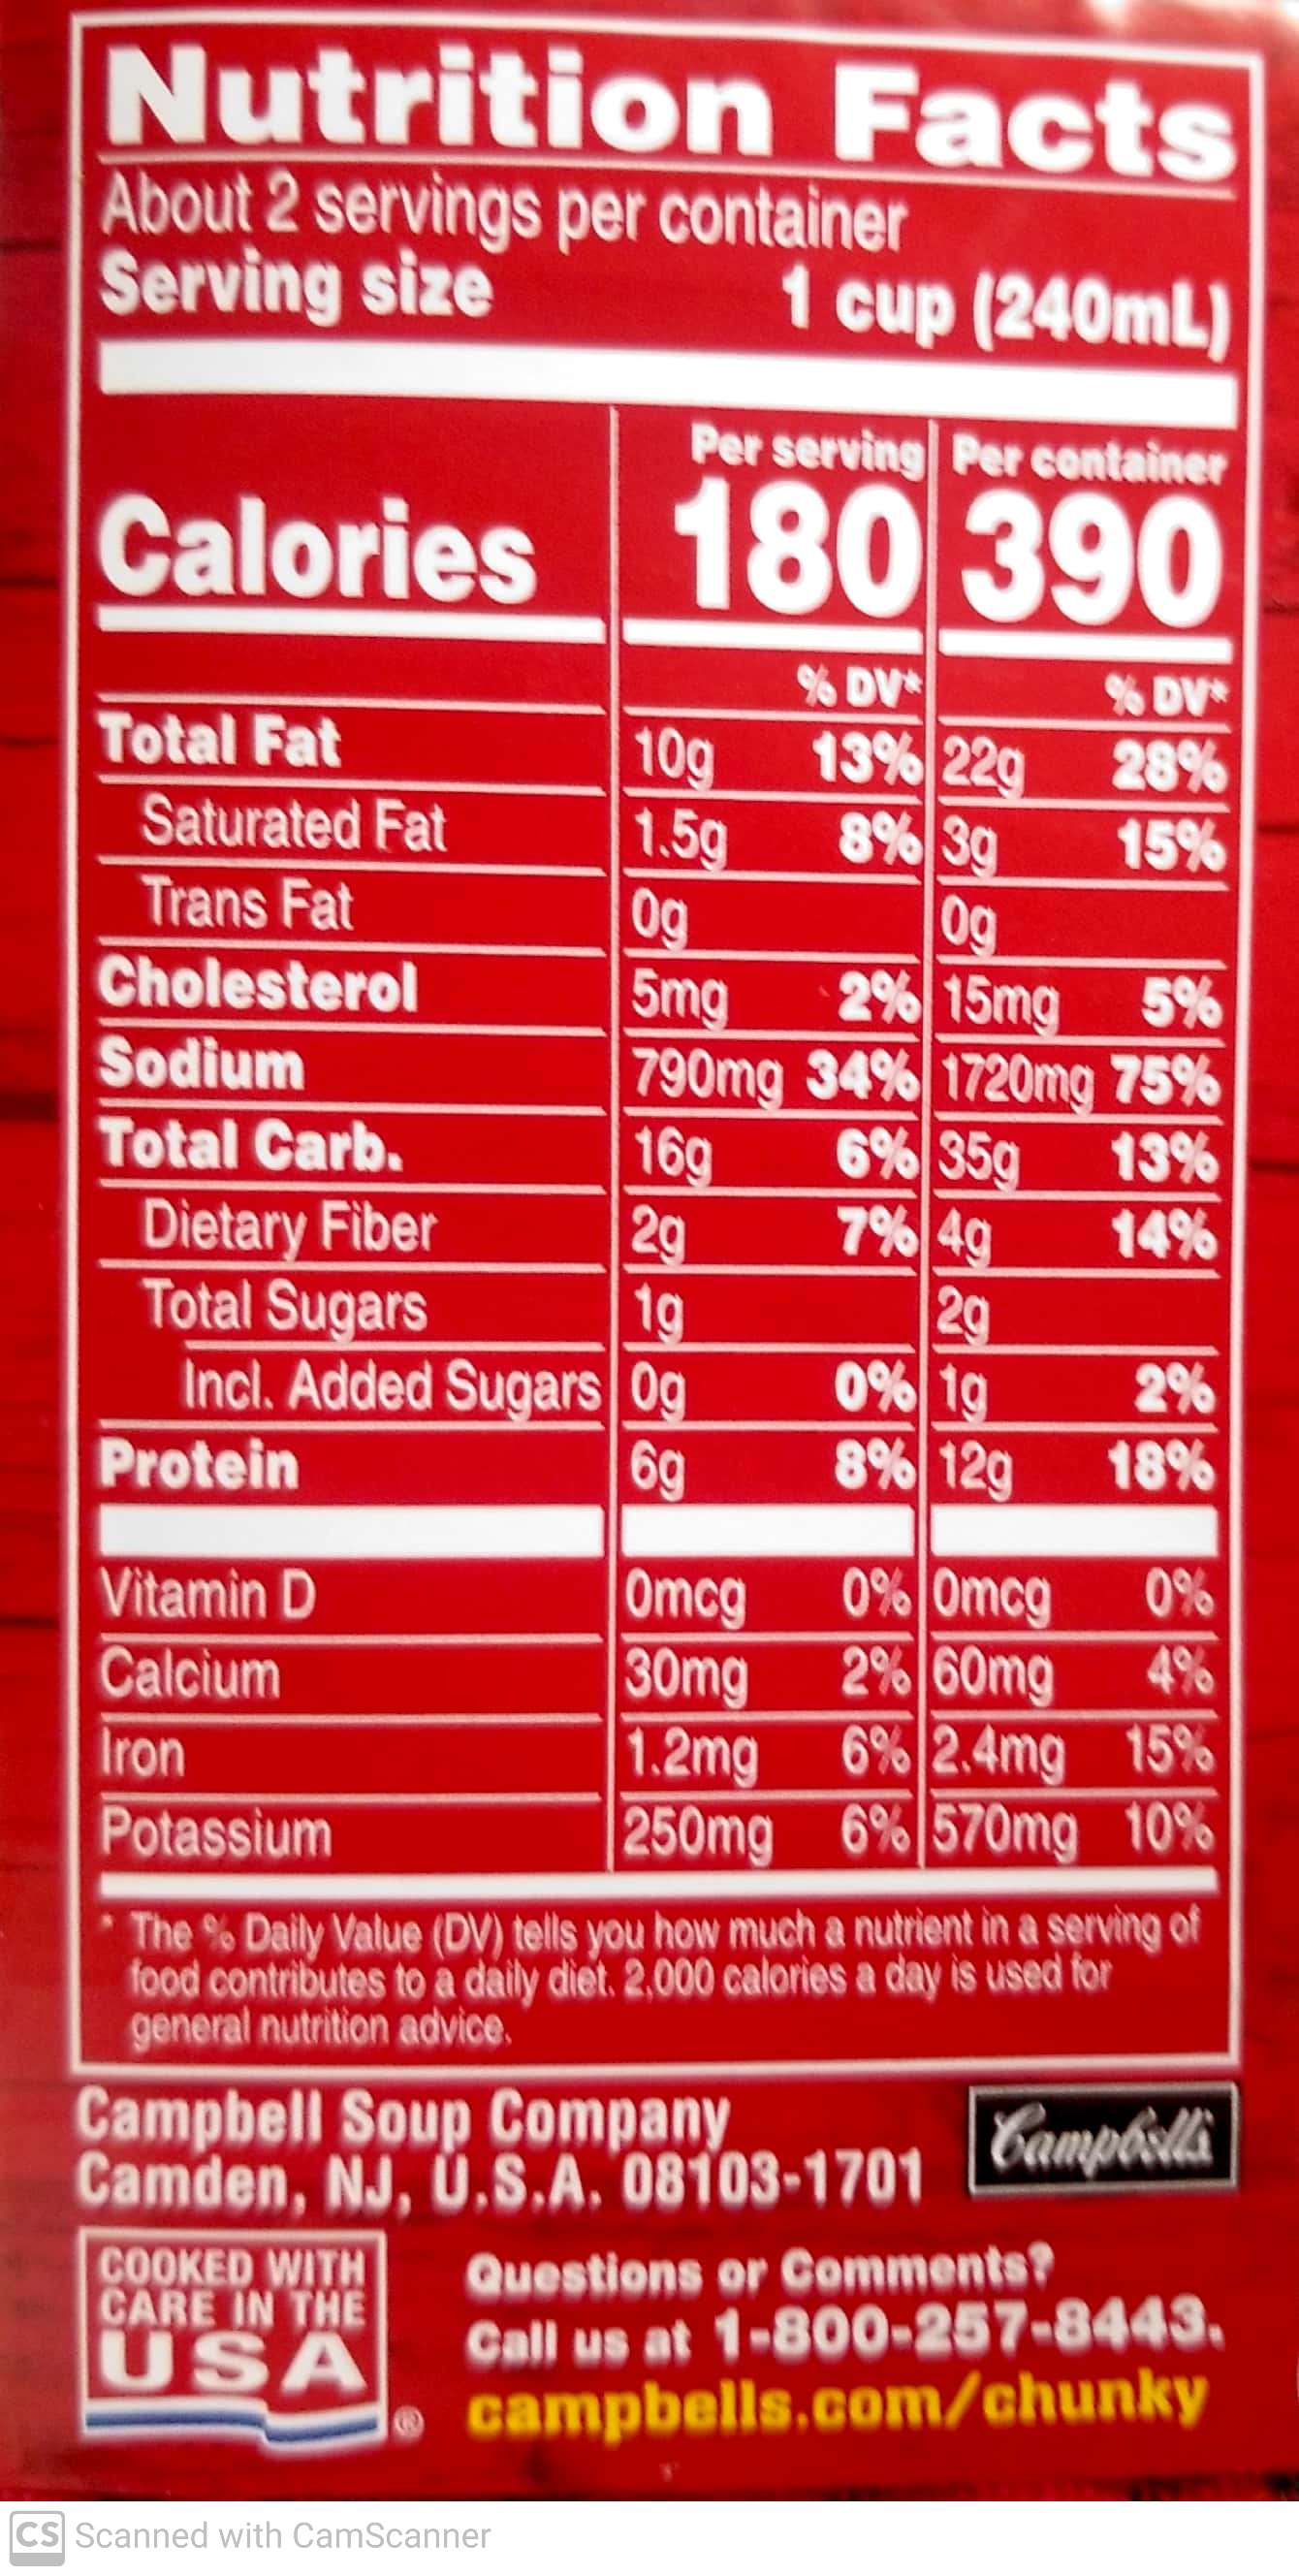 Nutrition Facts
About 2 servings per container
Serving size 1 cup (240mL)
Per serving Per container
Calories 180 390
% DV* % DV*
Total Fat 10g 13% 22g 28%
Saturated Fat 1.5g 8% 3g 15%
Trans Fat 0g 0g
Cholesterol 5mg 2% 15mg 5%
Sodium 790mg 34% 1720mg 75%
Total Carb. 16g 6% 35g 13%
Dietary Fiber 2g 7% 4g 14%
Total Sugars 1g 2g
Incl. Added Sugars 0g 0% 1g 2%
Protein 6g 8% 12g 18%
Vitamin D 0mcg 0% 0mcg 0%
Calcium 30mg 2% 60mg 4%
Iron 1.2mg 6% 2.4mg 15%
Potassium 250mg 6% 570mg 10%
* The % Daily Value (DV) tells you how much a nutrient in a serving of
food contributes to a daily diet. 2,000 calories a day is used for
general nutrition advice.
Campbell Soup Company
Camden, NJ, U.S.A. 08103-1701
Campbell's
COOKED WITH
CARE IN THE
USA
®
Questions or Comments?
Call us at 1-800-257-8443.
campbells.com/chunky
CS Scanned with CamScanner